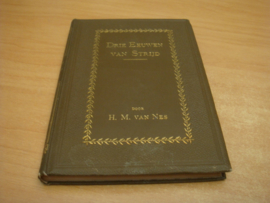 Drie Eeuwen
van Strijd
door
H. M. van Nes